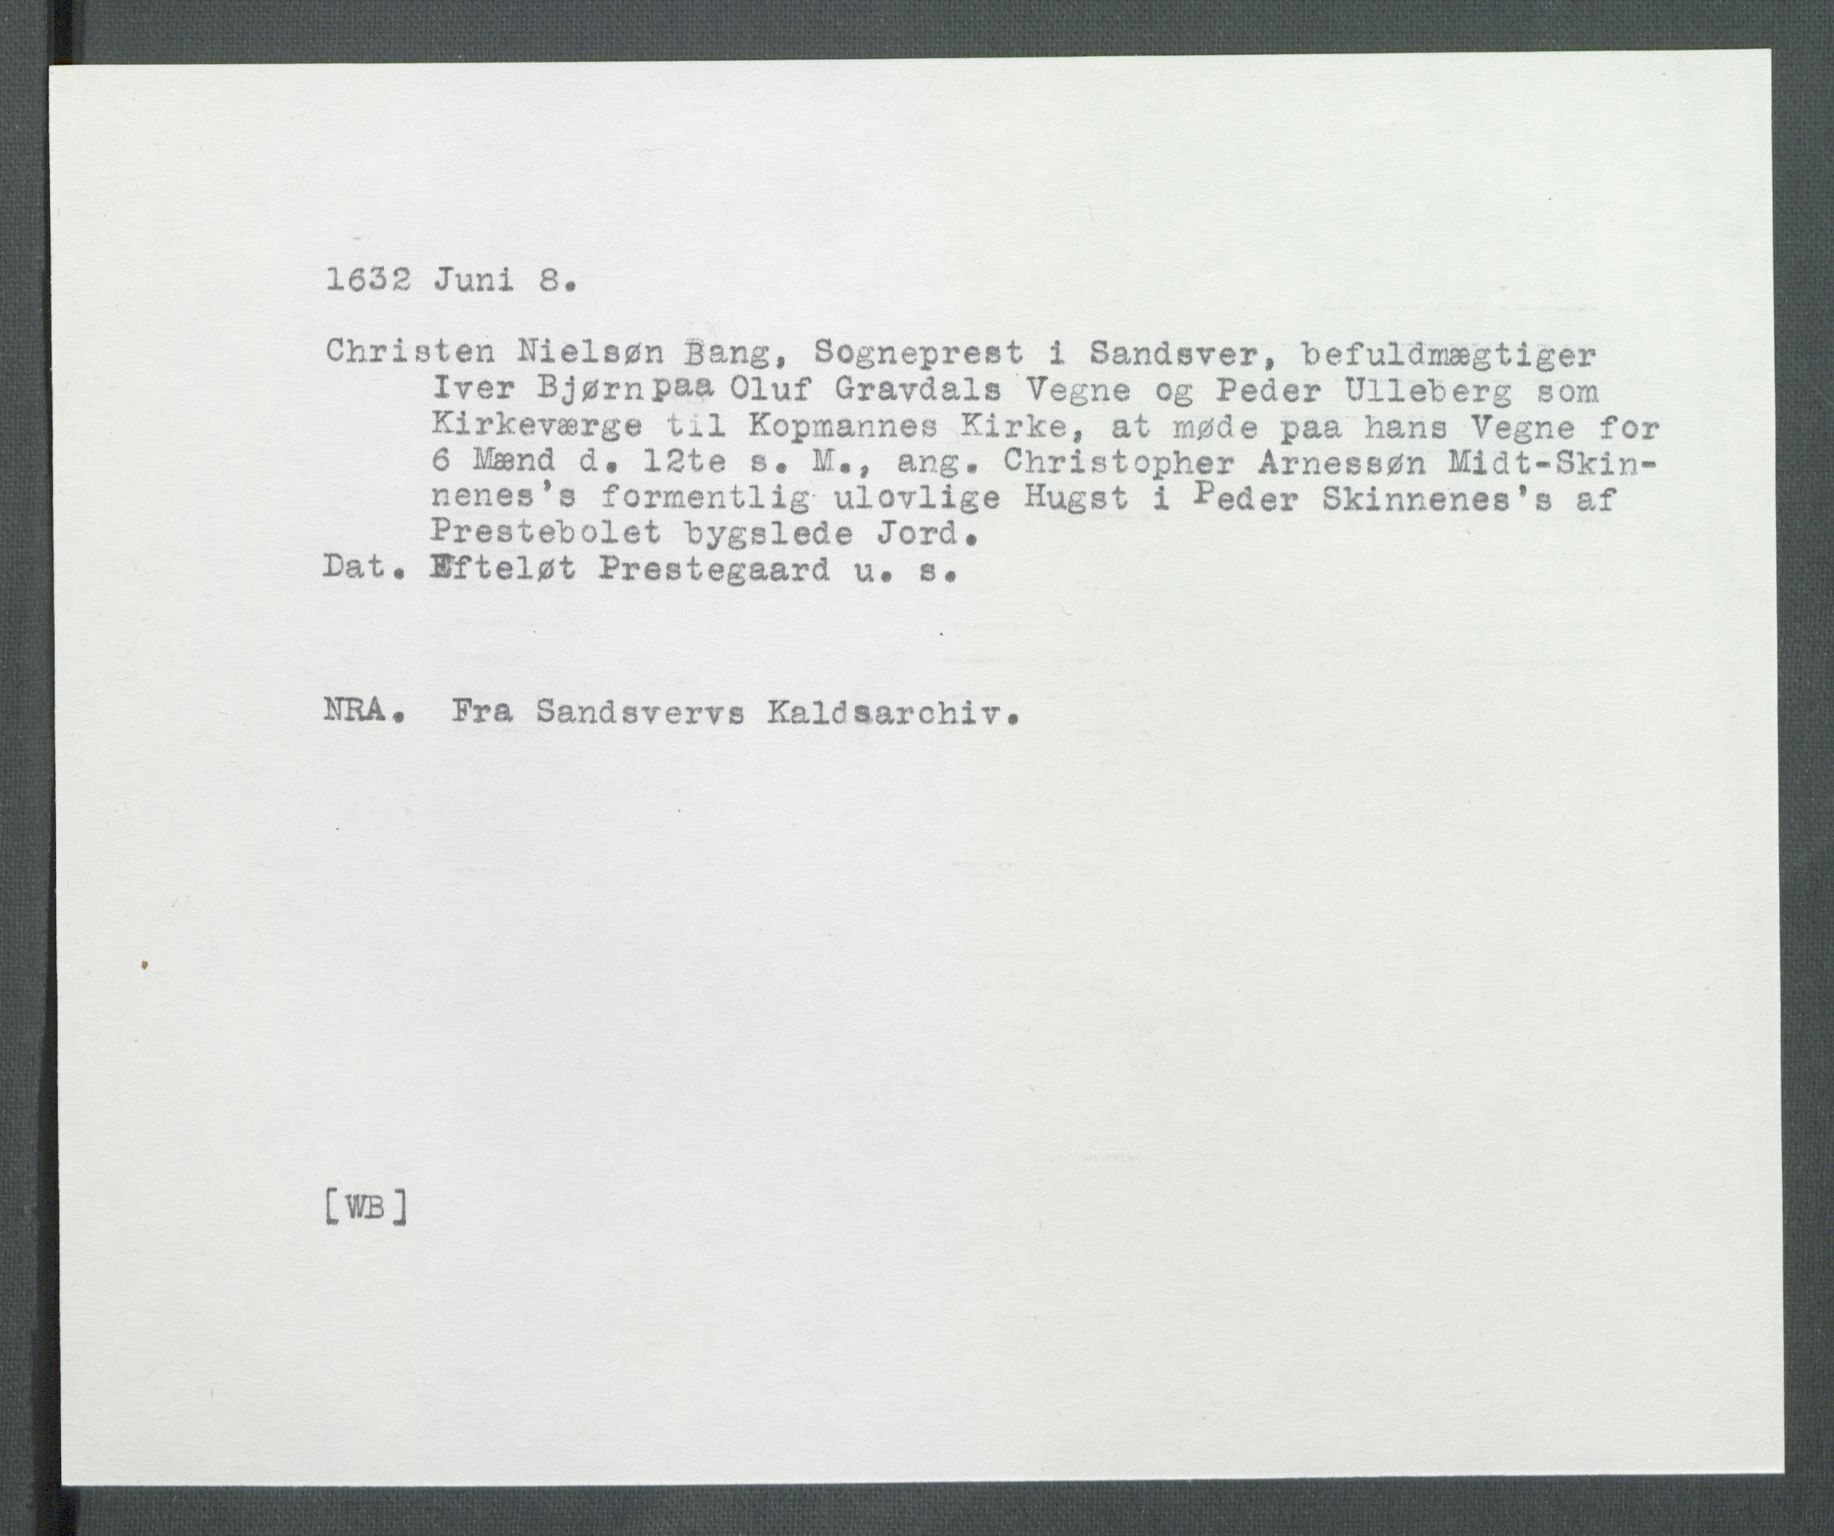 1632 Juni 8.
Christen Nielsøn Bang, Sogneprest i Sandsver, befuldmægtiger
Iver Bjørn paa Oluf Gravdals Vegne og Peder Ulleberg som
Kirkeværge til Kopmannes Kirke, at møde paa hans Vegne for
6 Mænd d. 12te s. M., ang. Christopher Arnessøn Midt-Skin-
nenes's formentlig ulovlige Hugst i Peder Skinnenes's af
Prestebolet bygslede Jord.
Dat. Efteløt Prestegaard u. s.
NRA. Fra Sandsvervs Kaldsarchiv.
[WB]